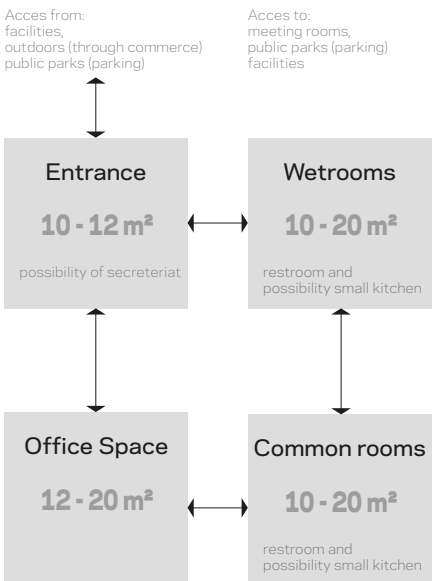 Acces from:
facilities,
outdoors (through commerce)
public parks (parking)
Acces to:
meeting rooms,
public parks (parking)
facilities
Entrance
10 - 12 m²
possibility of secreteriat
Wetrooms
10 - 20 m²
restroom and
possibility small kitchen
Office Space
12 - 20 m²
Common rooms
10 - 20 m²
restroom and
possibility small kitchen